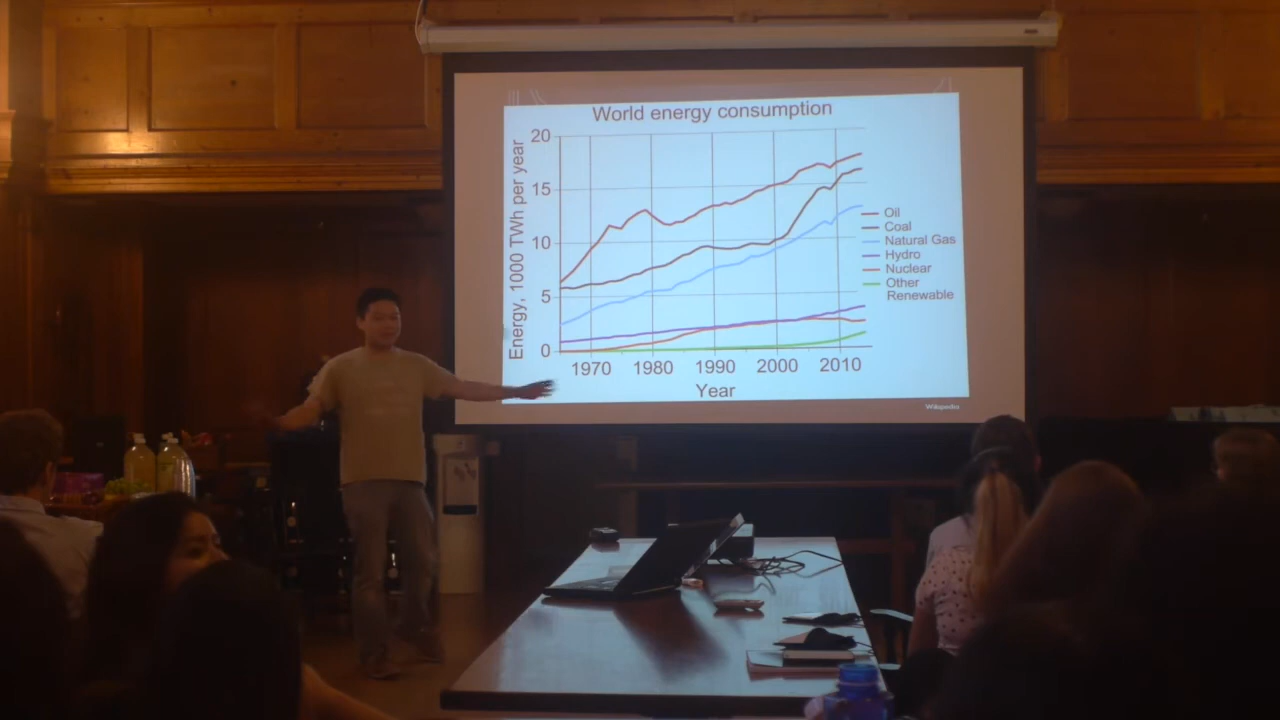 World energy consumption
Energy, 1000 TWh per year
20
15
10
5
0
1970 1980 1990 2000 2010
Year
Oil
Coal
Natural Gas
Hydro
Nuclear
Other
Renewable
Wikipedia